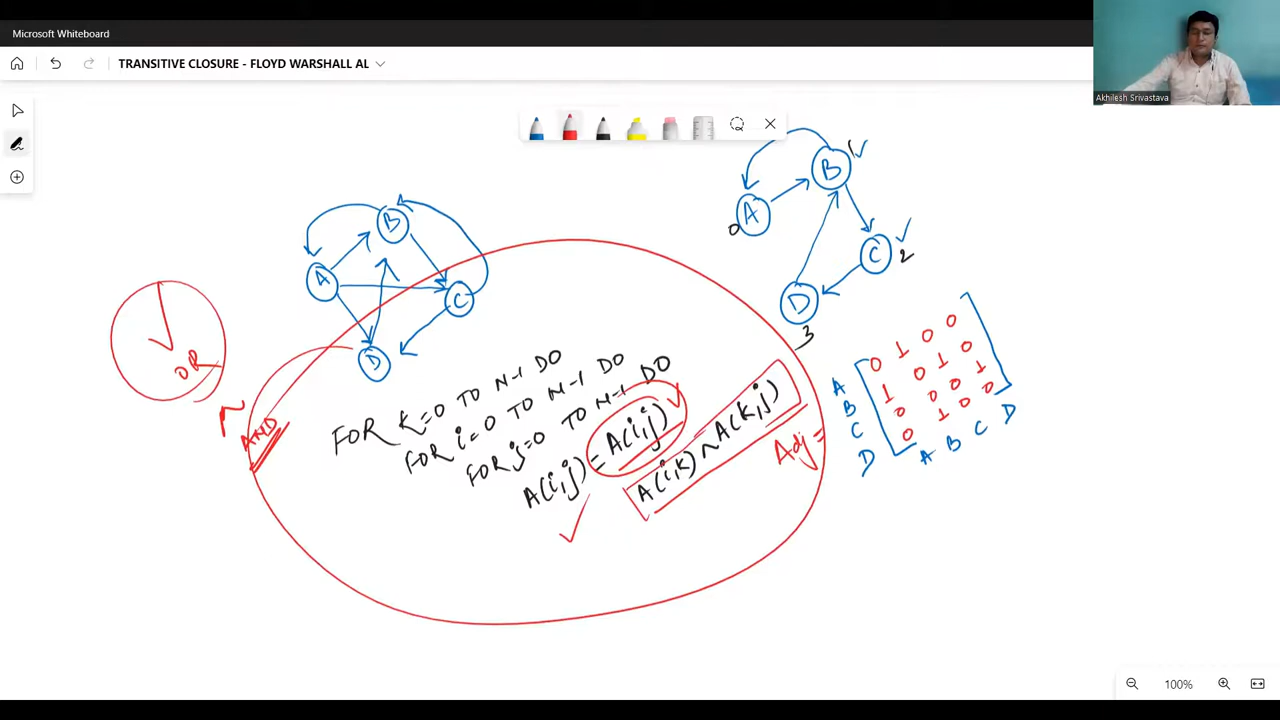 Microsoft Whiteboard
TRANSITIVE CLOSURE - FLOYD WARSHALL AL
Akhilesh Srivastava
B 1
A
0
C
2
D
3
B
A
C
D
OR
AND
FOR K=0 TO N-1 DO
FOR i=0 TO N-1 DO
FOR j=0 TO N-1 DO
A(i,j) = A(i,j)
A(i,k) ~ A(k,j)
Adj =
A 0 1 0 0
B 1 0 1 0
C 0 0 0 1
D 0 1 0 0
A B C D
100%